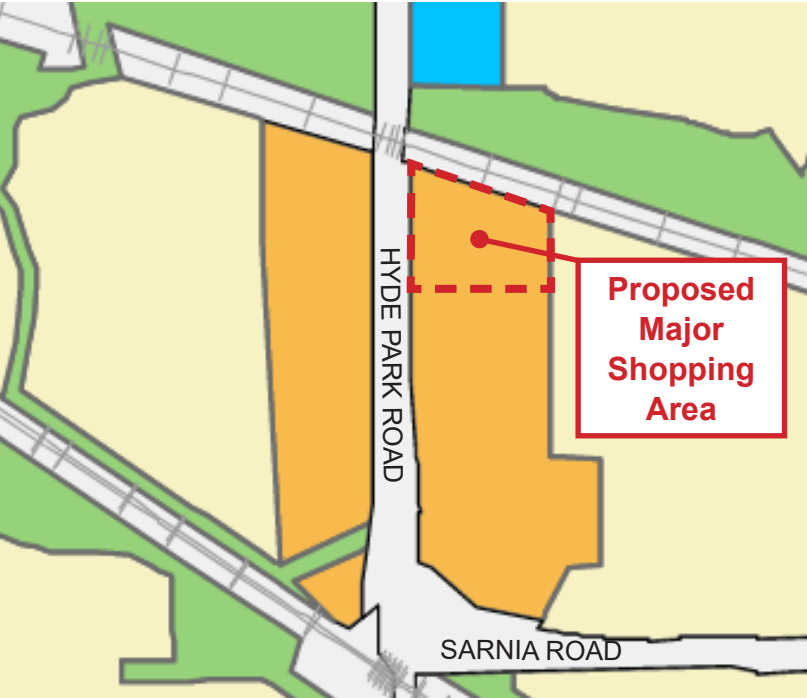 HYDE PARK ROAD
Proposed
Major
Shopping
Area
SARNIA ROAD